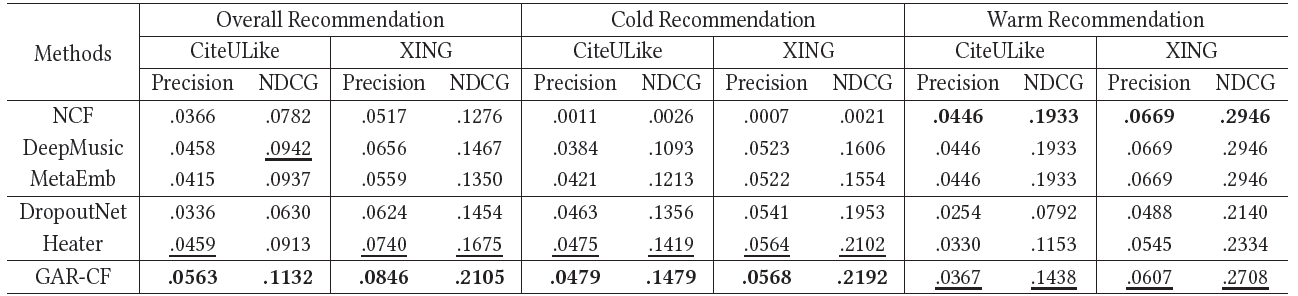 Methods Overall Recommendation Cold Recommendation Warm Recommendation
CiteULike XING CiteULike XING CiteULike XING
Precision NDCG Precision NDCG Precision NDCG Precision NDCG Precision NDCG Precision NDCG
NCF .0366 .0782 .0517 .1276 .0011 .0026 .0007 .0021 .0446 .1933 .0669 .2946
DeepMusic .0458 .0942 .0656 .1467 .0384 .1093 .0523 .1606 .0446 .1933 .0669 .2946
MetaEmb .0415 .0937 .0559 .1350 .0421 .1213 .0522 .1554 .0446 .1933 .0669 .2946
DropoutNet .0336 .0630 .0624 .1454 .0463 .1356 .0541 .1953 .0254 .0792 .0488 .2140
Heater .0459 .0913 .0740 .1675 .0475 .1419 .0564 .2102 .0330 .1153 .0545 .2334
GAR-CF .0563 .1132 .0846 .2105 .0479 .1479 .0568 .2192 .0367 .1438 .0607 .2708